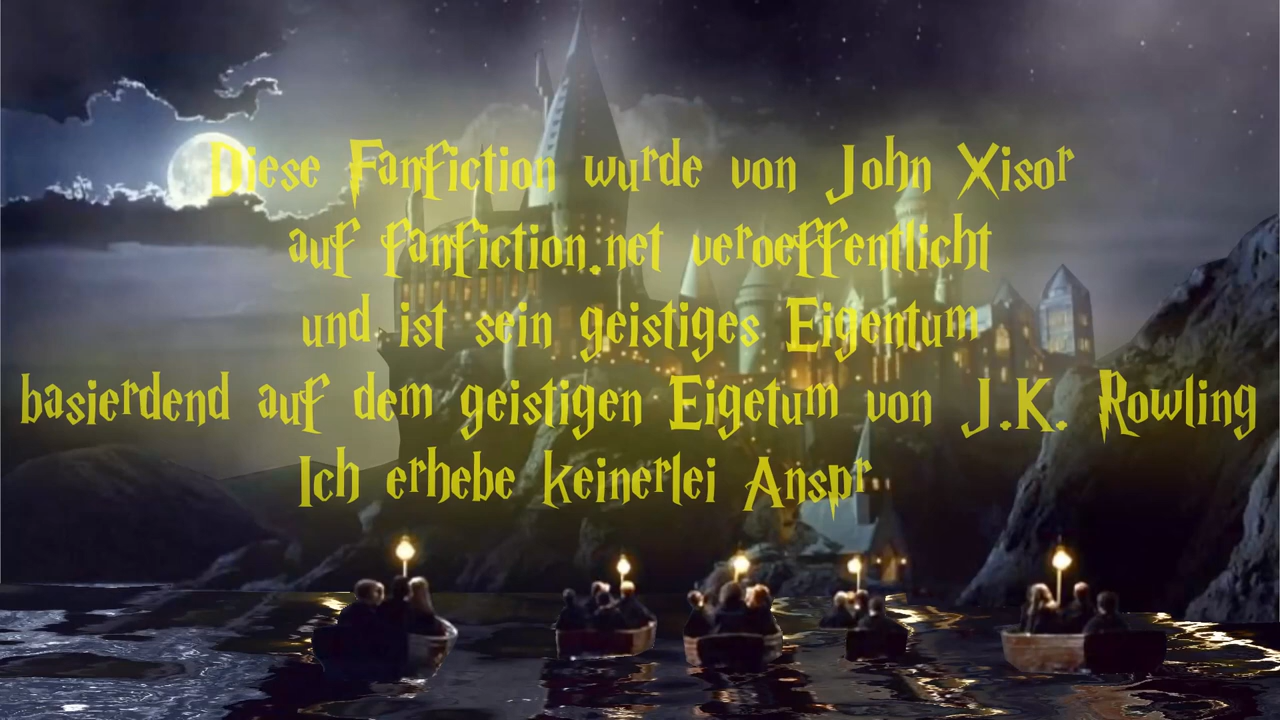 Diese Fanfiction wurde von John Xisor
auf fanfiction.net veroeffentlicht
und ist sein geistiges Eigentum
basierdend auf dem geistigen Eigetum von J.K. Rowling
Ich erhebe keinerlei Anspr